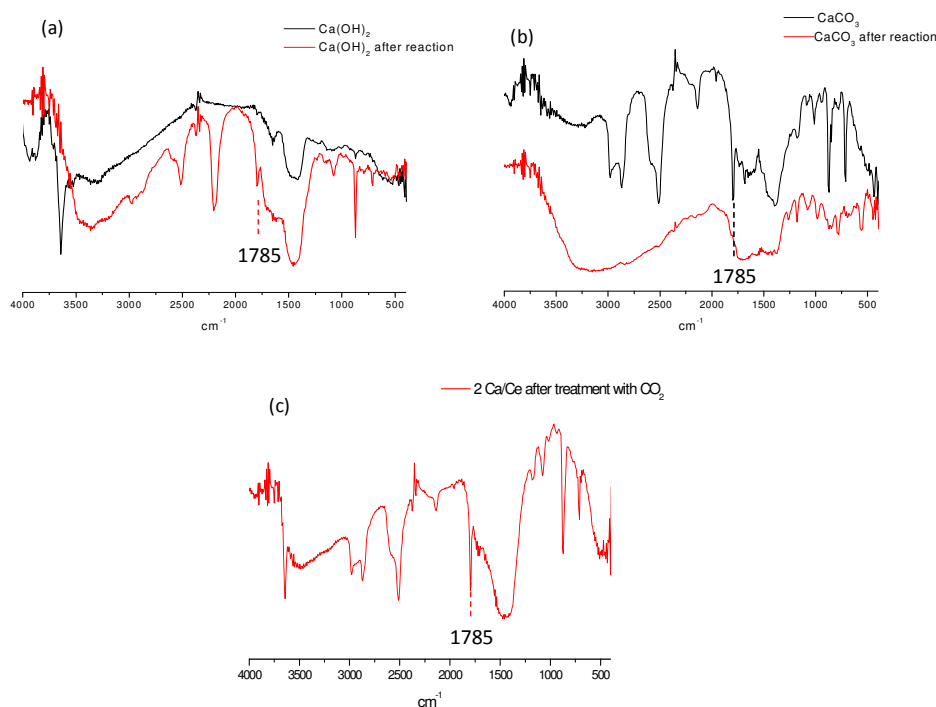 (a)
Ca(OH)₂
Ca(OH)₂ after reaction
1785
4000 3500 3000 2500 2000 1500 1000 500
cm⁻¹
(b)
CaCO₃
CaCO₃ after reaction
1785
4000 3500 3000 2500 2000 1500 1000 500
cm⁻¹
(c)
2 Ca/Ce after treatment with CO₂
1785
4000 3500 3000 2500 2000 1500 1000 500
cm⁻¹